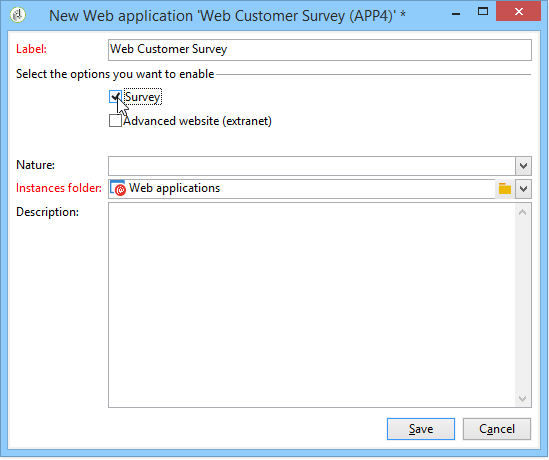 New Web application 'Web Customer Survey (APP4)' *
Label: Web Customer Survey
Select the options you want to enable
Survey
Advanced website (extranet)
Nature:
Instances folder: Web applications
Description:
Save Cancel